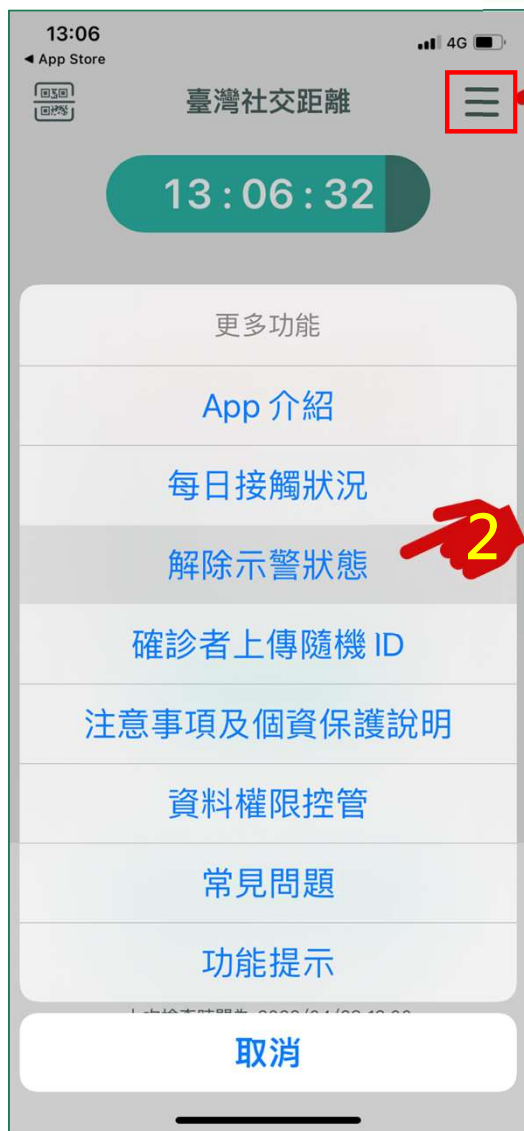 13:06
4G
◀ App Store
臺灣社交距離
13:06:32
更多功能
App 介紹
每日接觸狀況
解除示警狀態
2
確診者上傳隨機 ID
注意事項及個資保護說明
資料權限控管
常見問題
功能提示
取消